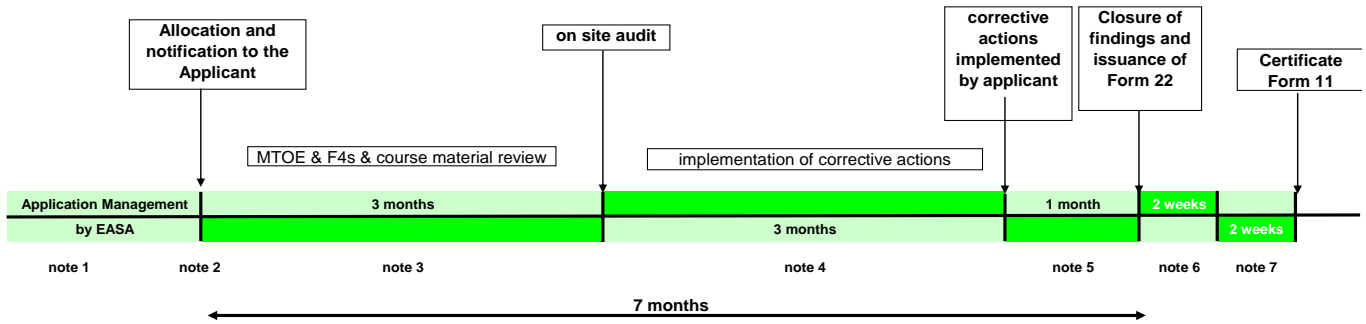 Allocation and
notification to the
Applicant
on site audit
corrective
actions
implemented
by applicant
Closure of
findings and
issuance of
Form 22
Certificate
Form 11
MTOE & F4s & course material review
implementation of corrective actions
Application Management
3 months
1 month
2 weeks
by EASA
3 months
2 weeks
note 1
note 2
note 3
note 4
note 5
note 6
note 7
7 months